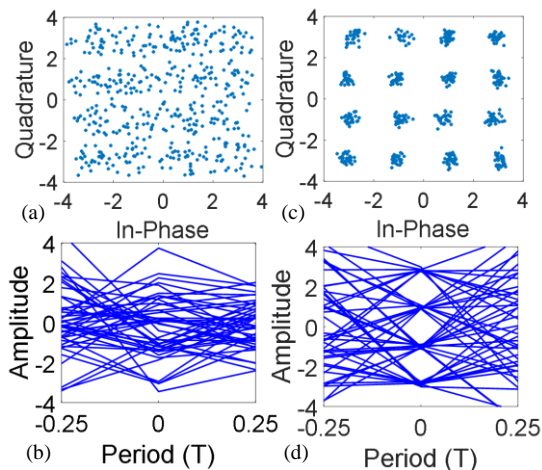 4
2
0
-2
-4
Quadrature
-4 -2 0 2 4
In-Phase
(a)
4
2
0
-2
-4
Quadrature
-4 -2 0 2 4
In-Phase
(c)
4
2
0
-2
-4
Amplitude
-0.25 0 0.25
Period (T)
(b)
4
2
0
-2
-4
Amplitude
-0.25 0 0.25
Period (T)
(d)